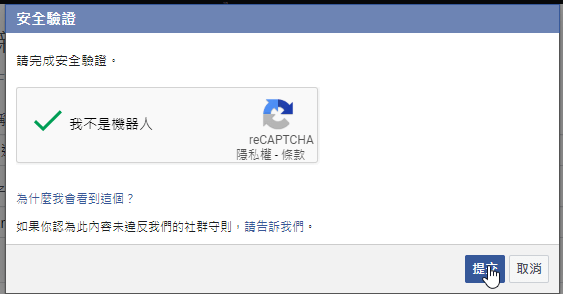 安全驗證
請完成安全驗證。
我不是機器人
reCAPTCHA
隱私權 - 條款
為什麼我會看到這個？
如果你認為此內容未違反我們的社群守則，請告訴我們。
提交 取消